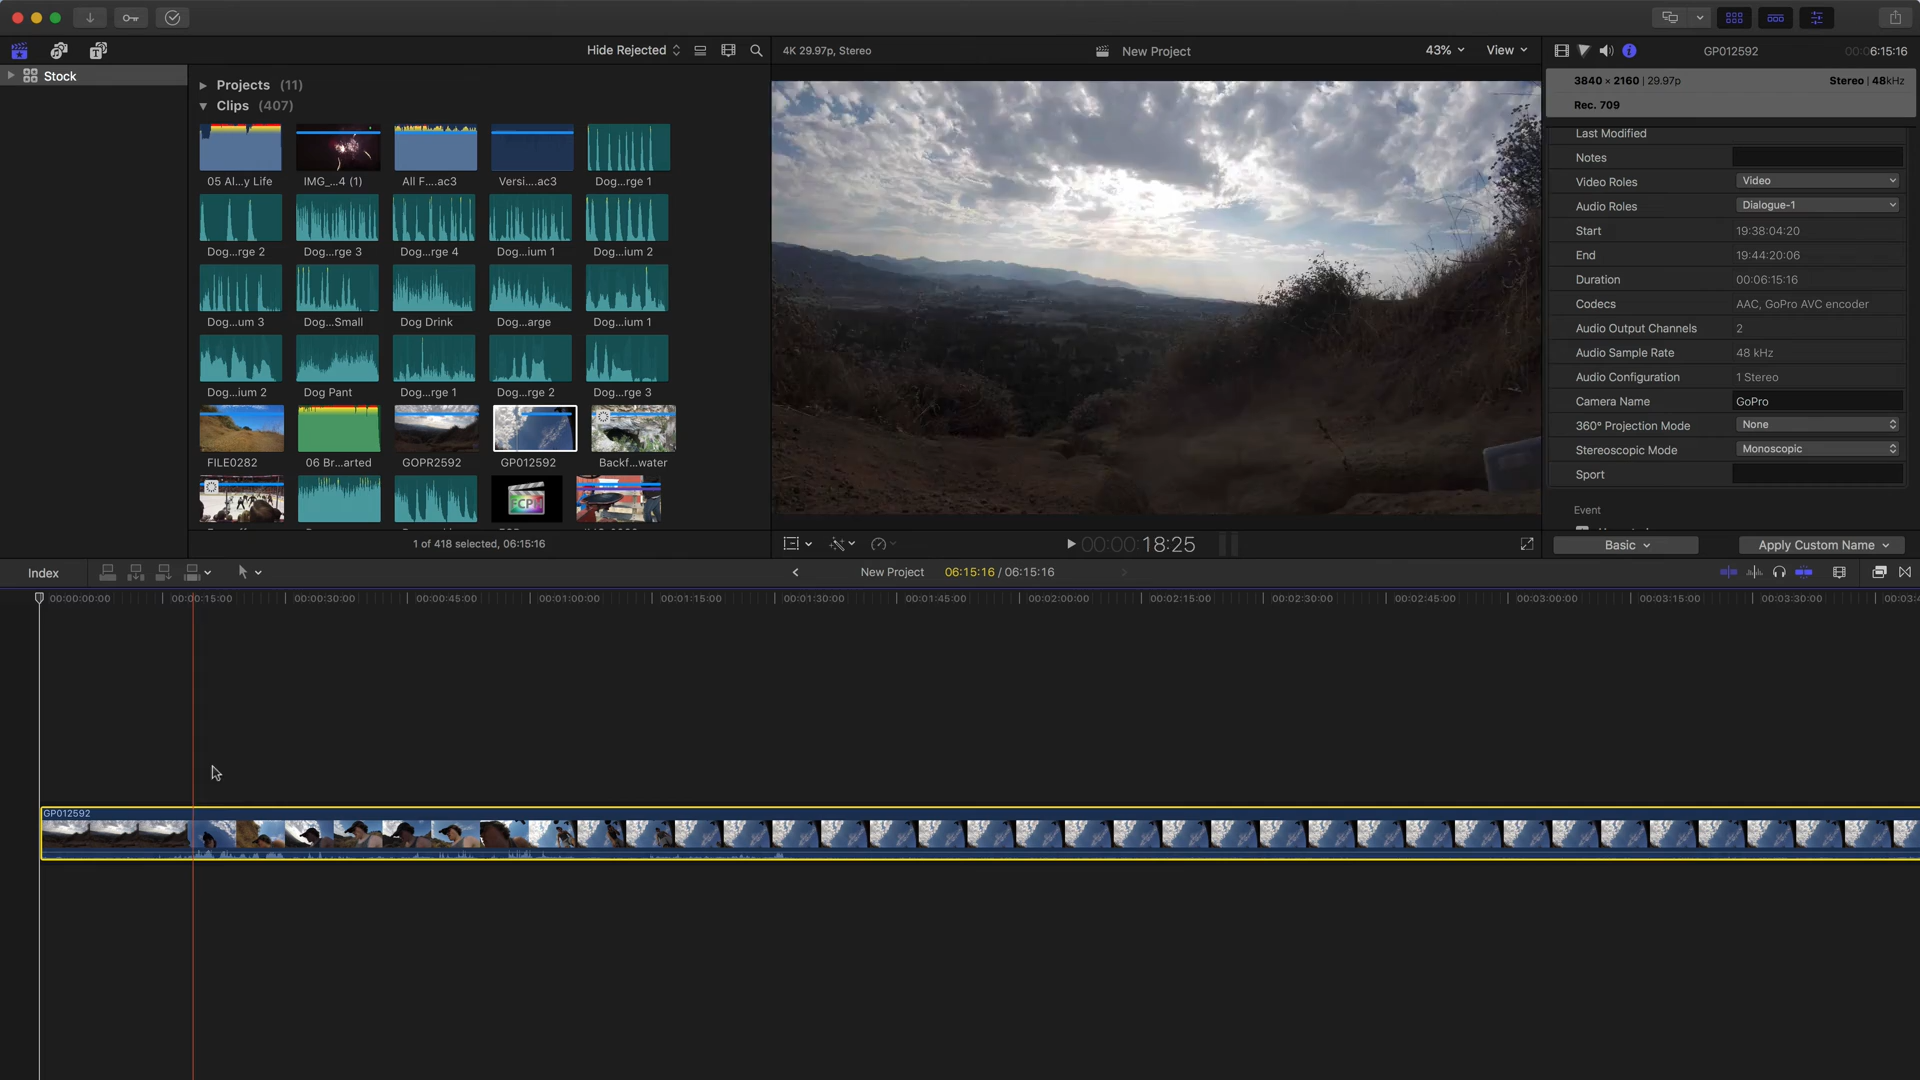 Hide Rejected
4K 29.97p, Stereo
New Project
43%
View
GP012592
6:15:16
Stock
Projects (11)
Clips (407)
3840 × 2160 | 29.97p
Stereo | 48kHz
Rec. 709
05 Al...y Life
IMG_...4 (1)
All F....ac3
Versi...ac3
Dog...rge 1
Dog...rge 2
Dog...rge 3
Dog...rge 4
Dog...ium 1
Dog...ium 2
Dog...um 3
Dog...Small
Dog Drink
Dog...arge
Dog...ium 1
Dog...ium 2
Dog Pant
Dog...rge 1
Dog...rge 2
Dog...rge 3
FILE0282
06 Br...arted
GOPR2592
GP012592
Backf...water
FCPX
1 of 418 selected, 06:15:16
00:00:18:25
Last Modified
Notes
Video Roles
Video
Audio Roles
Dialogue-1
Start
19:38:04:20
End
19:44:20:06
Duration
00:06:15:16
Codecs
AAC, GoPro AVC encoder
Audio Output Channels
2
Audio Sample Rate
48 kHz
Audio Configuration
1 Stereo
Camera Name
GoPro
360° Projection Mode
None
Stereoscopic Mode
Monoscopic
Sport
Event
Basic
Apply Custom Name
Index
New Project
06:15:16 / 06:15:16
00:00:00:00
00:00:15:00
00:00:30:00
00:00:45:00
00:01:00:00
00:01:15:00
00:01:30:00
00:01:45:00
00:02:00:00
00:02:15:00
00:02:30:00
00:02:45:00
00:03:00:00
00:03:15:00
00:03:30:00
GP012592